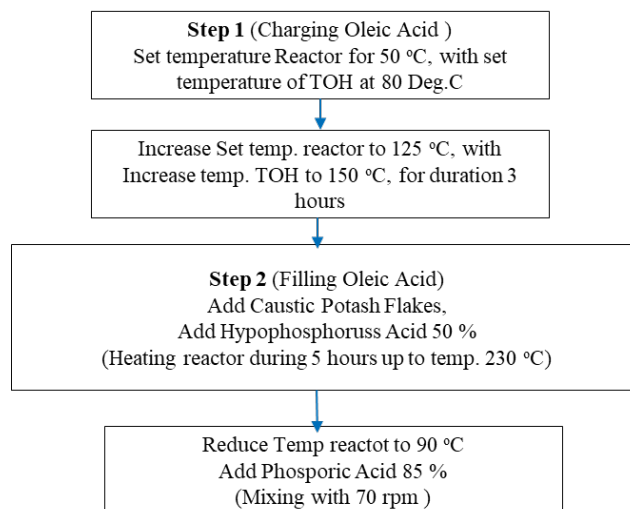 Step 1 (Charging Oleic Acid )
Set temperature Reactor for 50 ºC, with set
temperature of TOH at 80 Deg.C
Increase Set temp. reactor to 125 ºC, with
Increase temp. TOH to 150 ºC, for duration 3
hours
Step 2 (Filling Oleic Acid)
Add Caustic Potash Flakes,
Add Hypophosphoruss Acid 50 %
(Heating reactor during 5 hours up to temp. 230 ºC)
Reduce Temp reactot to 90 ºC
Add Phosporic Acid 85 %
(Mixing with 70 rpm )